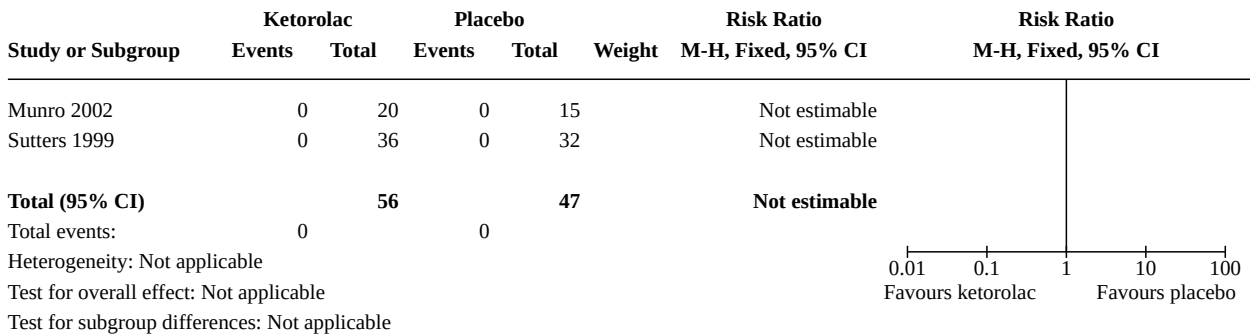 Ketorolac Placebo Risk Ratio Risk Ratio
Study or Subgroup Events Total Events Total Weight M-H, Fixed, 95% CI M-H, Fixed, 95% CI
Munro 2002 0 20 0 15 Not estimable
Sutters 1999 0 36 0 32 Not estimable
Total (95% CI) 56 47 Not estimable
Total events: 0 0
Heterogeneity: Not applicable
0.01 0.1 1 10 100
Test for overall effect: Not applicable
Favours ketorolac Favours placebo
Test for subgroup differences: Not applicable